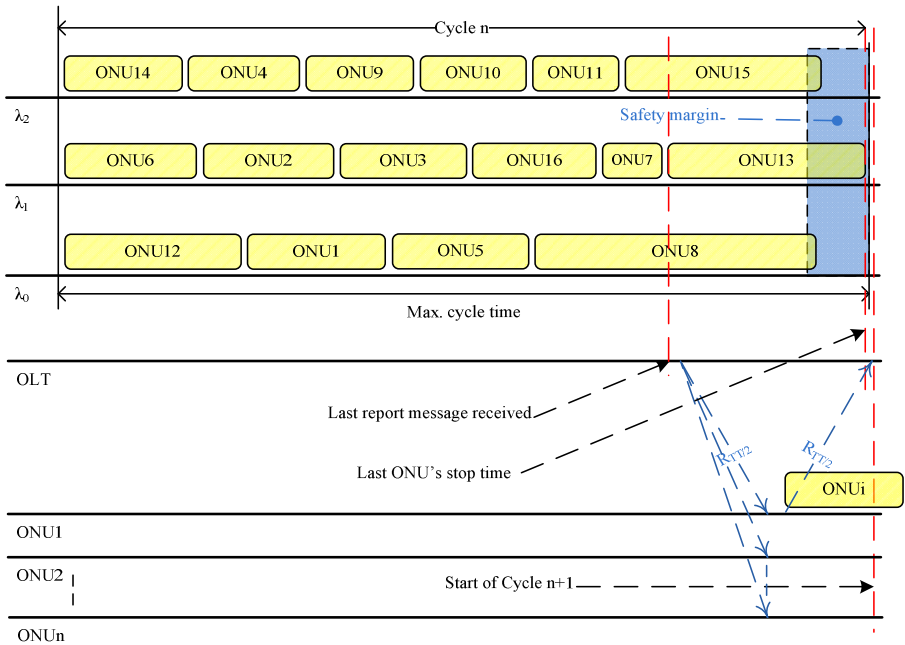 Cycle n
ONU14 ONU4 ONU9 ONU10 ONU11 ONU15
λ2
Safety margin
ONU6 ONU2 ONU3 ONU16 ONU7 ONU13
λ1
ONU12 ONU1 ONU5 ONU8
λ0
Max. cycle time
OLT
Last report message received
RTT/2 RTT/2
Last ONU's stop time
ONUi
ONU1
ONU2
Start of Cycle n+1
ONUn